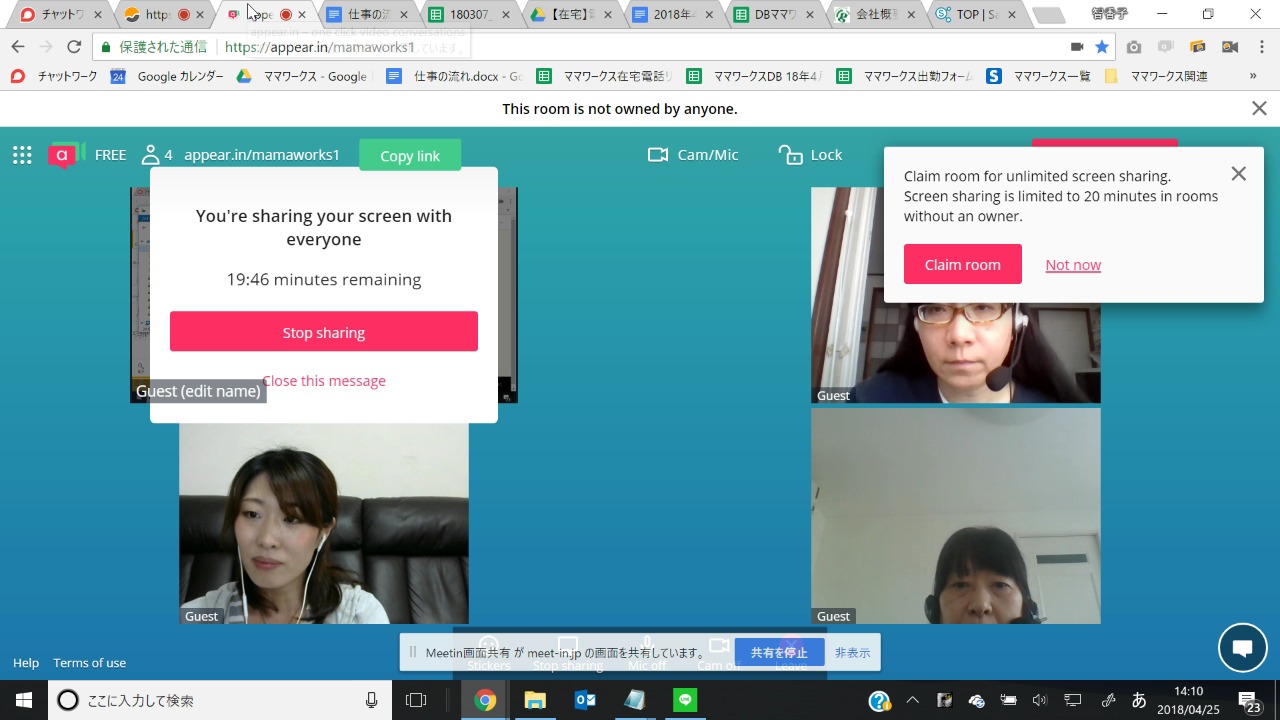 チャットワ
https
appe
仕事の流
180307_
【在宅】
2018年4
DBママワ
会社概
TOP | Sa
智香子
保護された通信
https://appear.in/mamaworks1
appear.in – one click video conversations
チャットワーク
Google カレンダー
ママワークス - Google
仕事の流れ.docx - Go
ママワークス在宅電話
ママワークスDB 18年4
ママワークス出勤フォーム
ママワークス一覧
ママワークス関連
»
This room is not owned by anyone.
FREE
4
appear.in/mamaworks1
Copy link
Cam/Mic
Lock
Claim room for unlimited screen sharing.
Screen sharing is limited to 20 minutes in rooms
without an owner.
Claim room
Not now
You're sharing your screen with
everyone
19:46 minutes remaining
Stop sharing
Close this message
Guest (edit name)
Guest
Guest
Guest
Stickers
Stop sharing
Mic off
Cam off
Leave
Meetin画面共有 が meet-in.jp の画面を共有しています。
共有を停止
非表示
Help
Terms of use
ここに入力して検索
あ
14:10
2018/04/25
23